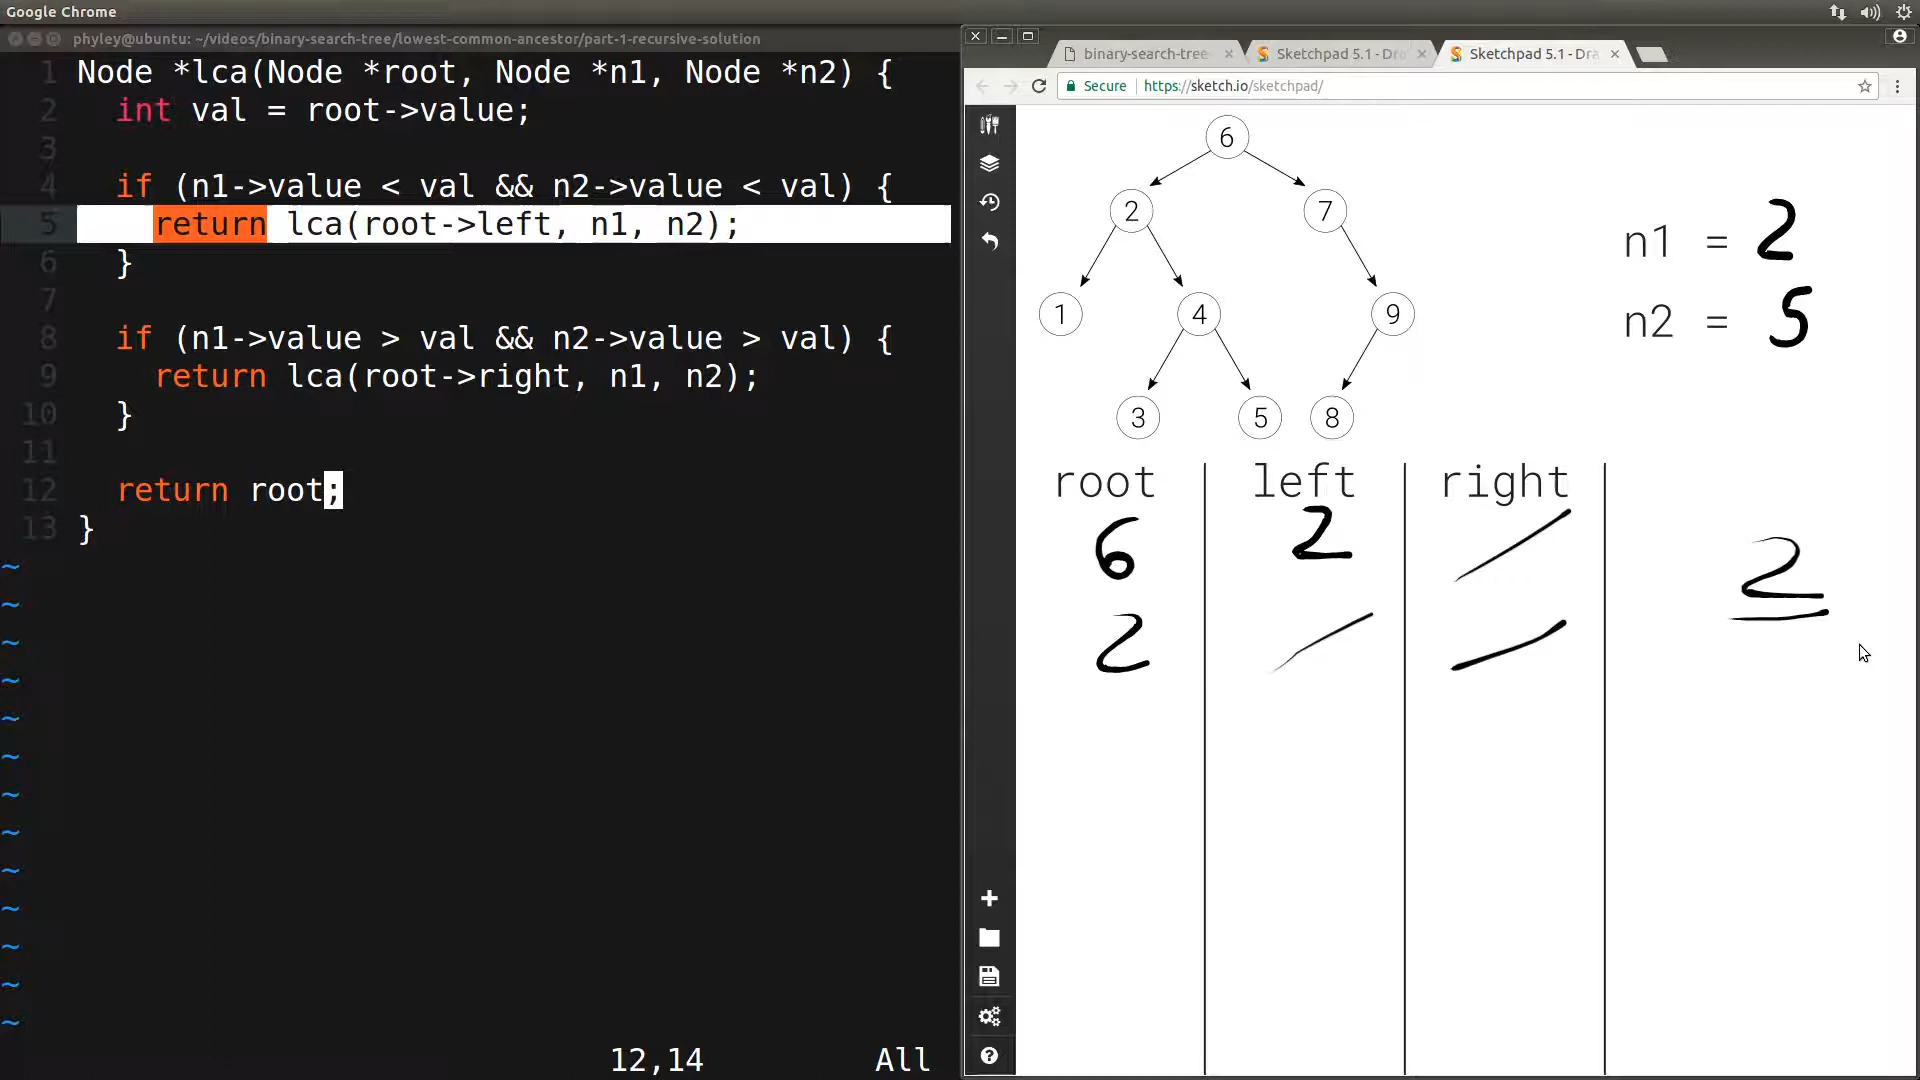 Google Chrome
phyley@ubuntu: ~/videos/binary-search-tree/lowest-common-ancestor/part-1-recursive-solution
1 Node *lca(Node *root, Node *n1, Node *n2) {
2 int val = root->value;
3
4 if (n1->value < val && n2->value < val) {
5 return lca(root->left, n1, n2);
6 }
7
8 if (n1->value > val && n2->value > val) {
9 return lca(root->right, n1, n2);
10 }
11
12 return root;
13 }
~
~
~
~
~
~
~
~
~
~
~
~
~
12,14 All
binary-search-tree
Sketchpad 5.1 - Dra
Sketchpad 5.1 - Dra
Secure https://sketch.io/sketchpad/
6
2 7
1 4 9
3 5 8
n1 = 2
n2 = 5
root left right
6 2
2
2